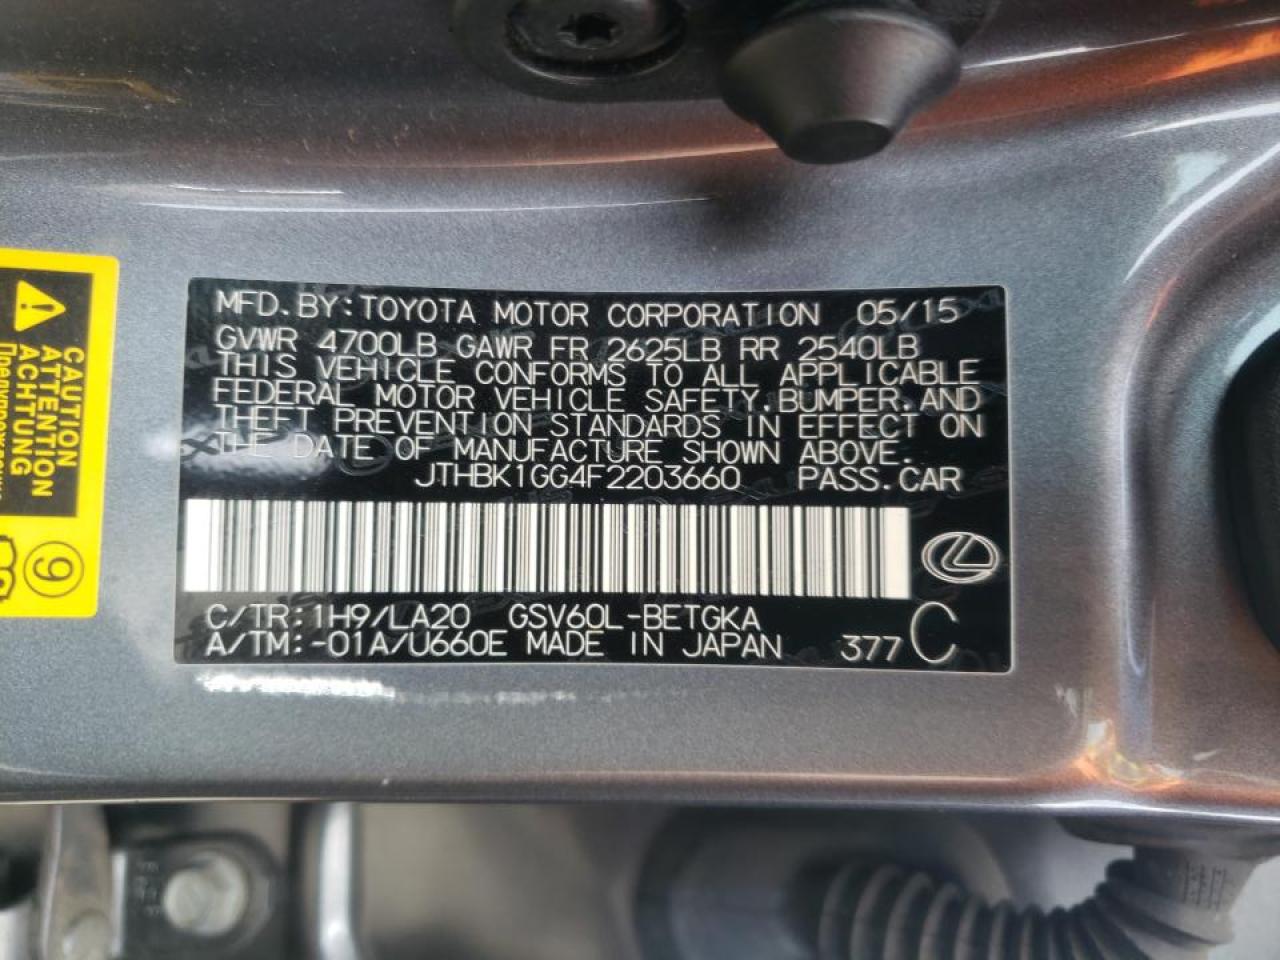 MFD. BY: TOYOTA MOTOR CORPORATION 05/15
GVWR 4700LB GAWR FR 2625LB RR 2540LB
THIS VEHICLE CONFORMS TO ALL APPLICABLE
FEDERAL MOTOR VEHICLE SAFETY, BUMPER, AND
THEFT PREVENTION STANDARDS IN EFFECT ON
THE DATE OF MANUFACTURE SHOWN ABOVE.
JTHBK1GG4F2203660 PASS. CAR
C/TR: 1H9/LA20 GSV60L-BETGKA
A/TM: -01A/U660E MADE IN JAPAN 377 C
CAUTION
ATTENTION
ACHTUNG
9